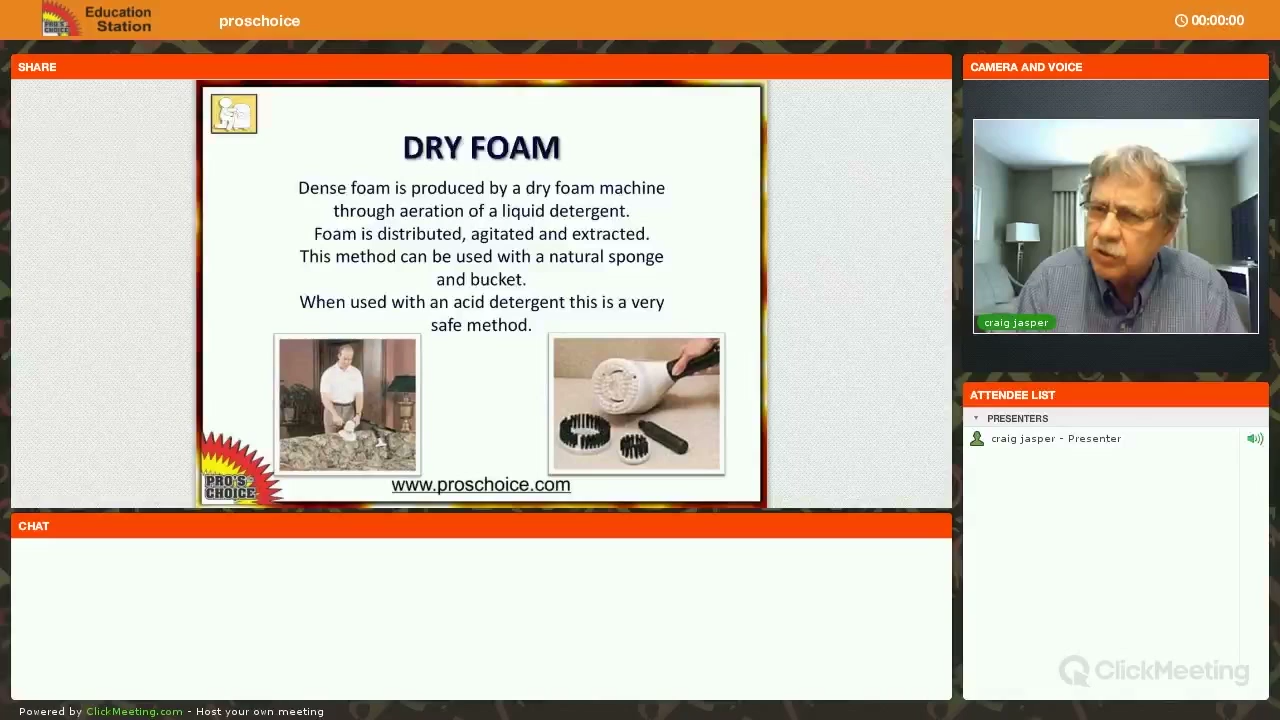 PRO'S
CHOICE
Education
Station
proschoice
00:00:00
SHARE
DRY FOAM
Dense foam is produced by a dry foam machine
through aeration of a liquid detergent.
Foam is distributed, agitated and extracted.
This method can be used with a natural sponge
and bucket.
When used with an acid detergent this is a very
safe method.
PRO'S
CHOICE
www.proschoice.com
CAMERA AND VOICE
craig jasper
ATTENDEE LIST
PRESENTERS
craig jasper - Presenter
CHAT
ClickMeeting
Powered by ClickMeeting.com - Host your own meeting